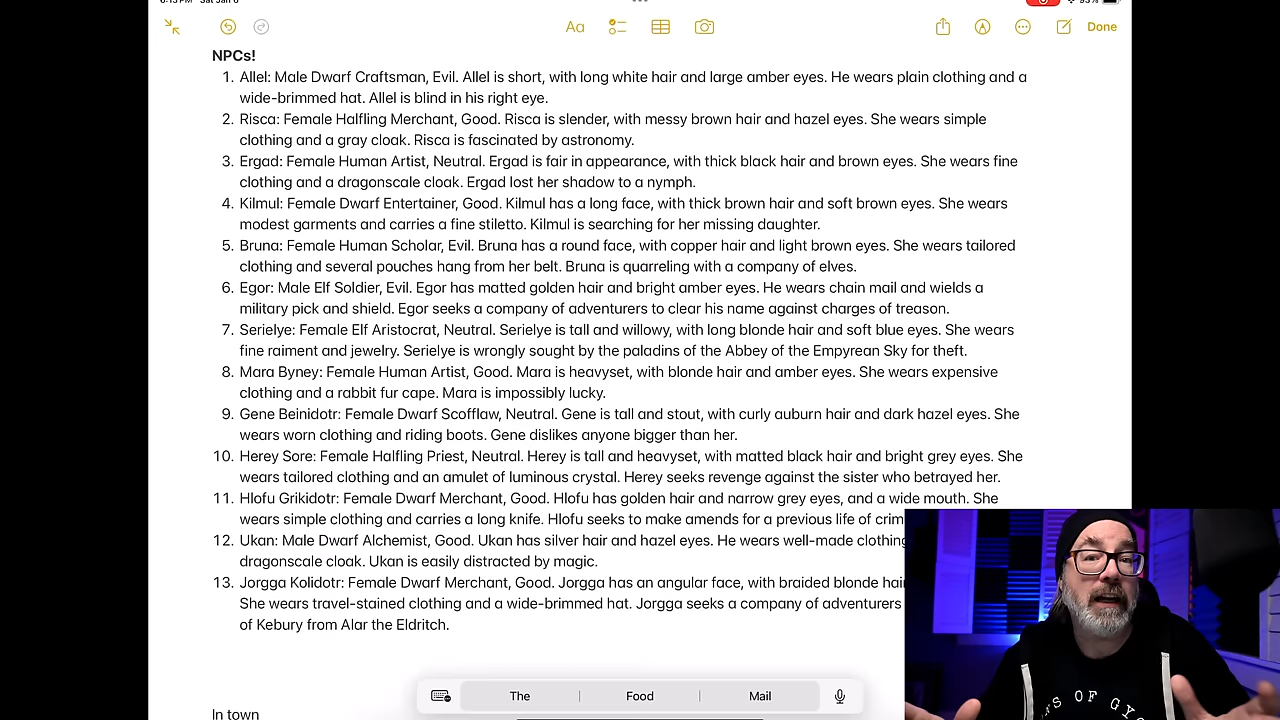 Aa
Done
NPCs!
1. Allel: Male Dwarf Craftsman, Evil. Allel is short, with long white hair and large amber eyes. He wears plain clothing and a
wide-brimmed hat. Allel is blind in his right eye.
2. Risca: Female Halfling Merchant, Good. Risca is slender, with messy brown hair and hazel eyes. She wears simple
clothing and a gray cloak. Risca is fascinated by astronomy.
3. Ergad: Female Human Artist, Neutral. Ergad is fair in appearance, with thick black hair and brown eyes. She wears fine
clothing and a dragonscale cloak. Ergad lost her shadow to a nymph.
4. Kilmul: Female Dwarf Entertainer, Good. Kilmul has a long face, with thick brown hair and soft brown eyes. She wears
modest garments and carries a fine stiletto. Kilmul is searching for her missing daughter.
5. Bruna: Female Human Scholar, Evil. Bruna has a round face, with copper hair and light brown eyes. She wears tailored
clothing and several pouches hang from her belt. Bruna is quarreling with a company of elves.
6. Egor: Male Elf Soldier, Evil. Egor has matted golden hair and bright amber eyes. He wears chain mail and wields a
military pick and shield. Egor seeks a company of adventurers to clear his name against charges of treason.
7. Serielye: Female Elf Aristocrat, Neutral. Serielye is tall and willowy, with long blonde hair and soft blue eyes. She wears
fine raiment and jewelry. Serielye is wrongly sought by the paladins of the Abbey of the Empyrean Sky for theft.
8. Mara Byney: Female Human Artist, Good. Mara is heavyset, with blonde hair and amber eyes. She wears expensive
clothing and a rabbit fur cape. Mara is impossibly lucky.
9. Gene Beinidotr: Female Dwarf Scofflaw, Neutral. Gene is tall and stout, with curly auburn hair and dark hazel eyes. She
wears worn clothing and riding boots. Gene dislikes anyone bigger than her.
10. Herey Sore: Female Halfling Priest, Neutral. Herey is tall and heavyset, with matted black hair and bright grey eyes. She
wears tailored clothing and an amulet of luminous crystal. Herey seeks revenge against the sister who betrayed her.
11. Hlofu Grikidotr: Female Dwarf Merchant, Good. Hlofu has golden hair and narrow grey eyes, and a wide mouth. She
wears simple clothing and carries a long knife. Hlofu seeks to make amends for a previous life of crim
12. Ukan: Male Dwarf Alchemist, Good. Ukan has silver hair and hazel eyes. He wears well-made clothing
dragonscale cloak. Ukan is easily distracted by magic.
13. Jorgga Kolidotr: Female Dwarf Merchant, Good. Jorgga has an angular face, with braided blonde hair
She wears travel-stained clothing and a wide-brimmed hat. Jorgga seeks a company of adventurers
of Kebury from Alar the Eldritch.
The
Food
Mail
In town
OF GYG